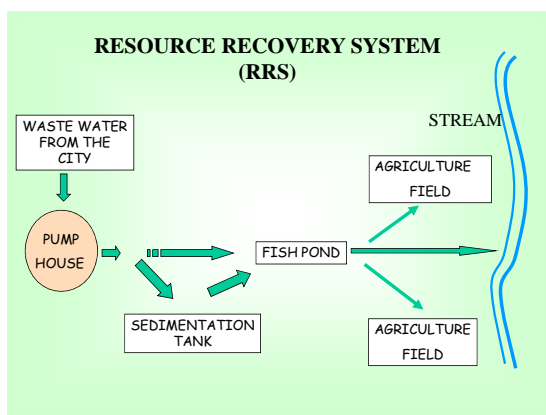 RESOURCE RECOVERY SYSTEM
(RRS)
STREAM
WASTE WATER
FROM THE
CITY
AGRICULTURE
FIELD
PUMP
HOUSE
FISH POND
SEDIMENTATION
TANK
AGRICULTURE
FIELD